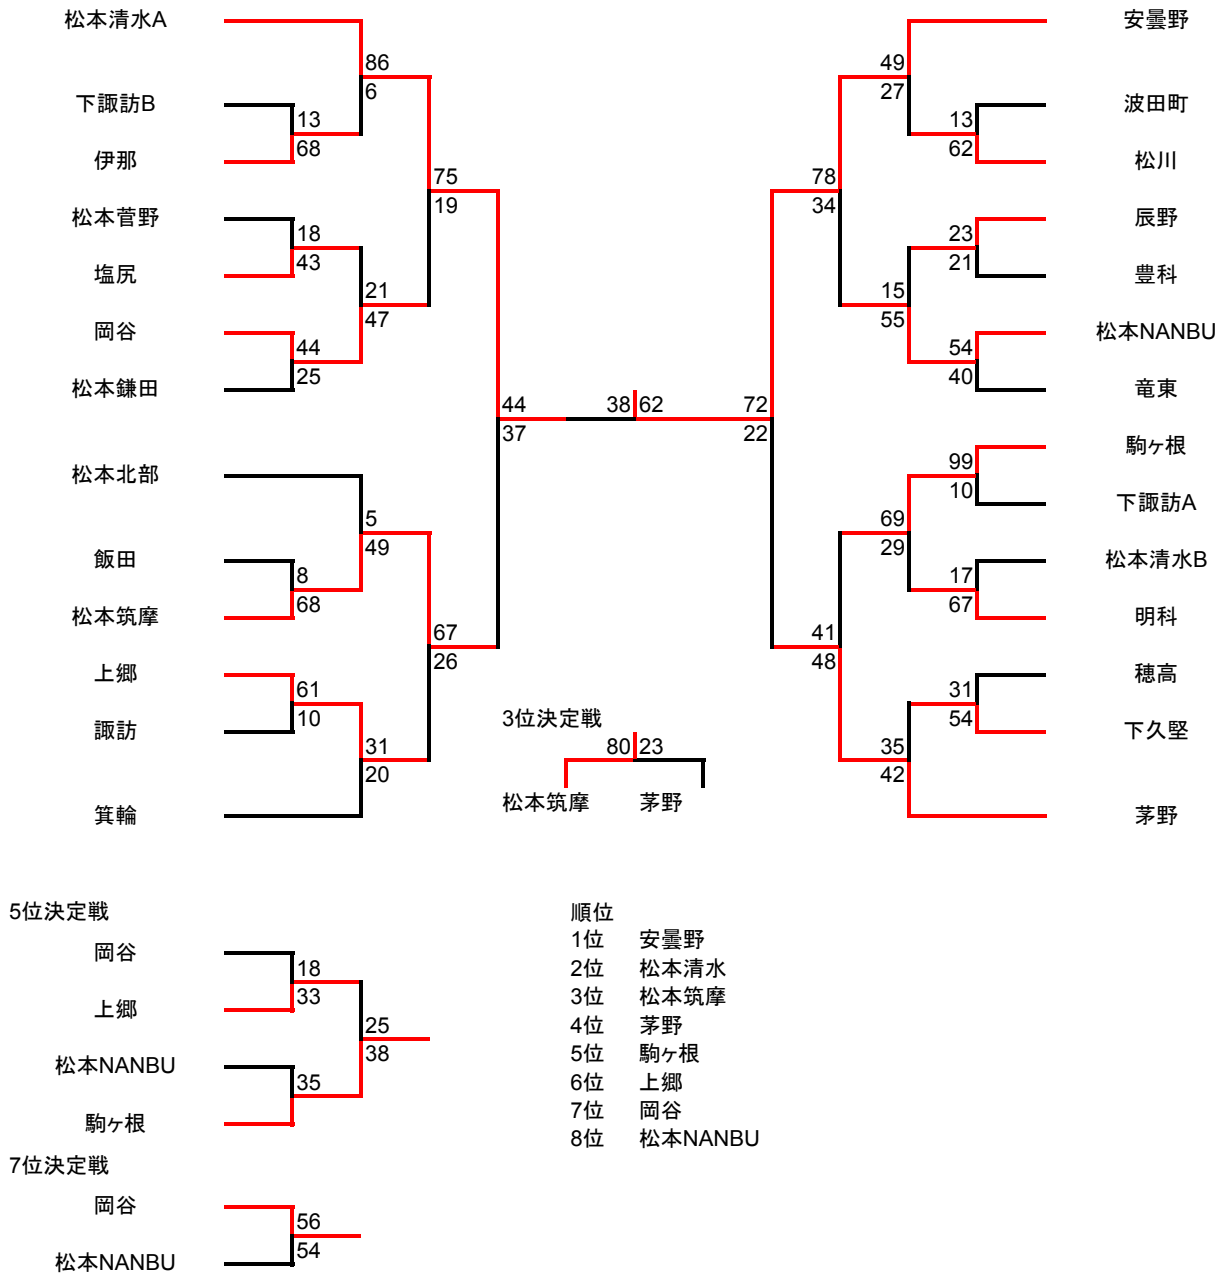 松本清水A
安曇野
86
6
49
27
下諏訪B
波田町
13
68
13
62
伊那
松川
75
19
78
34
松本菅野
辰野
18
43
23
21
塩尻
豊科
21
47
15
55
岡谷
松本NANBU
44
25
54
40
松本鎌田
竜東
44
37
38 62
72
22
松本北部
駒ヶ根
99
10
下諏訪A
5
49
69
29
飯田
松本清水B
8
68
17
67
松本筑摩
明科
67
26
41
48
上郷
穂高
61
10
31
54
諏訪
下久堅
3位決定戦
31
20
80 23
35
42
松本筑摩 茅野
箕輪
茅野
5位決定戦
岡谷
18
33
上郷
25
38
松本NANBU
35
駒ヶ根
7位決定戦
岡谷
56
54
松本NANBU
順位
1位 安曇野
2位 松本清水
3位 松本筑摩
4位 茅野
5位 駒ヶ根
6位 上郷
7位 岡谷
8位 松本NANBU